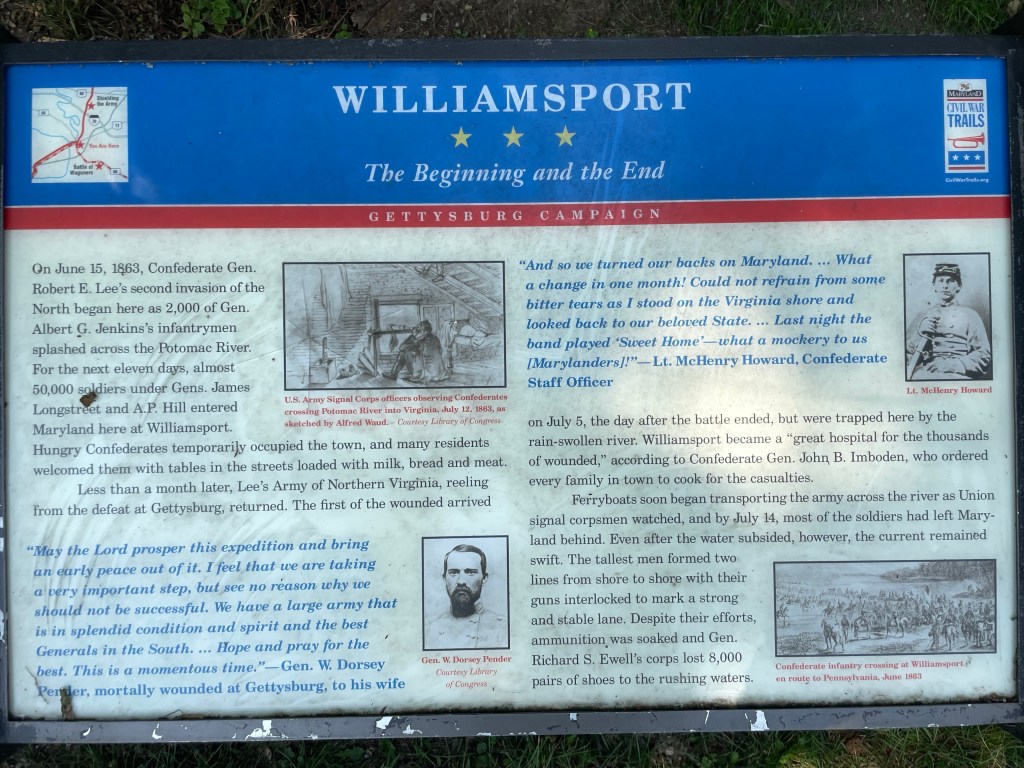 WILLIAMSPORT
The Beginning and the End
GETTYSBURG CAMPAIGN
Shielding
the Army
You Are Here
Battle of
Wagoners
MARYLAND
CIVIL WAR
TRAILS
CivilWarTrails.org
On June 15, 1863, Confederate Gen.
Robert E. Lee's second invasion of the
North began here as 2,000 of Gen.
Albert G. Jenkins's infantrymen
splashed across the Potomac River.
For the next eleven days, almost
50,000 soldiers under Gens. James
Longstreet and A.P. Hill entered
Maryland here at Williamsport.
Hungry Confederates temporarily occupied the town, and many residents
welcomed them with tables in the streets loaded with milk, bread and meat.
Less than a month later, Lee's Army of Northern Virginia, reeling
from the defeat at Gettysburg, returned. The first of the wounded arrived
U.S. Army Signal Corps officers observing Confederates
crossing Potomac River into Virginia, July 12, 1863, as
sketched by Alfred Waud. – Courtesy Library of Congress
"May the Lord prosper this expedition and bring
an early peace out of it. I feel that we are taking
a very important step, but see no reason why we
should not be successful. We have a large army that
is in splendid condition and spirit and the best
Generals in the South. ... Hope and pray for the
best. This is a momentous time."—Gen. W. Dorsey
Pender, mortally wounded at Gettysburg, to his wife
Gen. W. Dorsey Pender
Courtesy Library
of Congress
"And so we turned our backs on Maryland. ... What
a change in one month! Could not refrain from some
bitter tears as I stood on the Virginia shore and
looked back to our beloved State. ... Last night the
band played 'Sweet Home'—what a mockery to us
[Marylanders]!"—Lt. McHenry Howard, Confederate
Staff Officer
Lt. McHenry Howard
on July 5, the day after the battle ended, but were trapped here by the
rain-swollen river. Williamsport became a "great hospital for the thousands
of wounded," according to Confederate Gen. John B. Imboden, who ordered
every family in town to cook for the casualties.
Ferryboats soon began transporting the army across the river as Union
signal corpsmen watched, and by July 14, most of the soldiers had left Mary-
land behind. Even after the water subsided, however, the current remained
swift. The tallest men formed two
lines from shore to shore with their
guns interlocked to mark a strong
and stable lane. Despite their efforts,
ammunition was soaked and Gen.
Richard S. Ewell's corps lost 8,000
pairs of shoes to the rushing waters.
Confederate infantry crossing at Williamsport
en route to Pennsylvania, June 1863